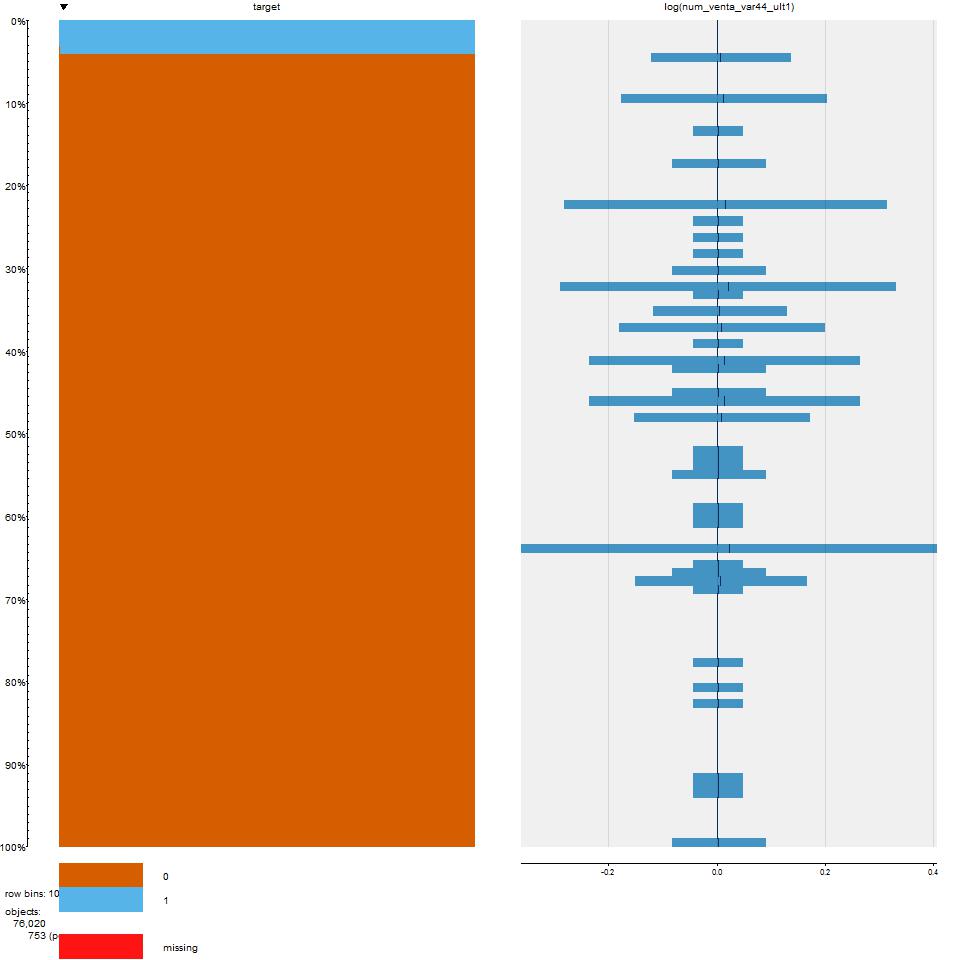 target
log(num_venta_var44_ult1)
0%
10%
20%
30%
40%
50%
60%
70%
80%
90%
100%
-0.2 0.0 0.2 0.4
0
1
missing
row bins: 10
objects:
76,020
753 (p